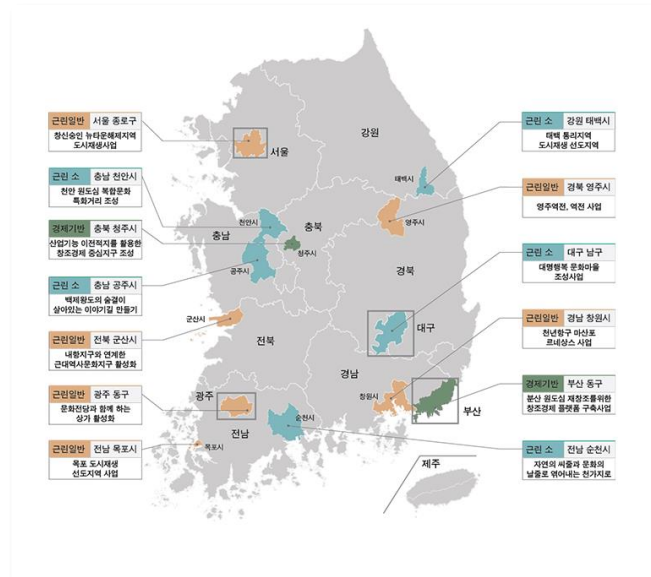 근린일반 서울 종로구
창신숭인 뉴타운해제지역
도시재생사업
근린 소 충남 천안시
천안 원도심 복합문화
특화거리 조성
경제기반 충북 청주시
산업기능 이전적지를 활용한
창조경제 중심지구 조성
근린 소 충남 공주시
백제왕도의 숨결이
살아있는 이야기길 만들기
근린일반 전북 군산시
내항지구와 연계한
근대역사문화지구 활성화
근린일반 광주 동구
문화전당과 함께 하는
상가 활성화
근린일반 전남 목포시
목포 도시재생
선도지역 사업
서울
강원
태백시
충북
천안시
충남
청주시
공주시
영주시
경북
군산시
전북
대구
경남
광주
창원시
부산
전남
순천시
목포시
제주
근린 소 강원 태백시
태백 통리지역
도시재생 선도지역
근린일반 경북 영주시
영주역전, 역전 사업
근린 소 대구 남구
대명행복 문화마을
조성사업
근린일반 경남 창원시
천년항구 마산포
르네상스 사업
경제기반 부산 동구
분산 원도심 재창조를위한
창조경제 플랫폼 구축사업
근린 소 전남 순천시
자연의 씨줄과 문화의
날줄로 엮어내는 천가지로